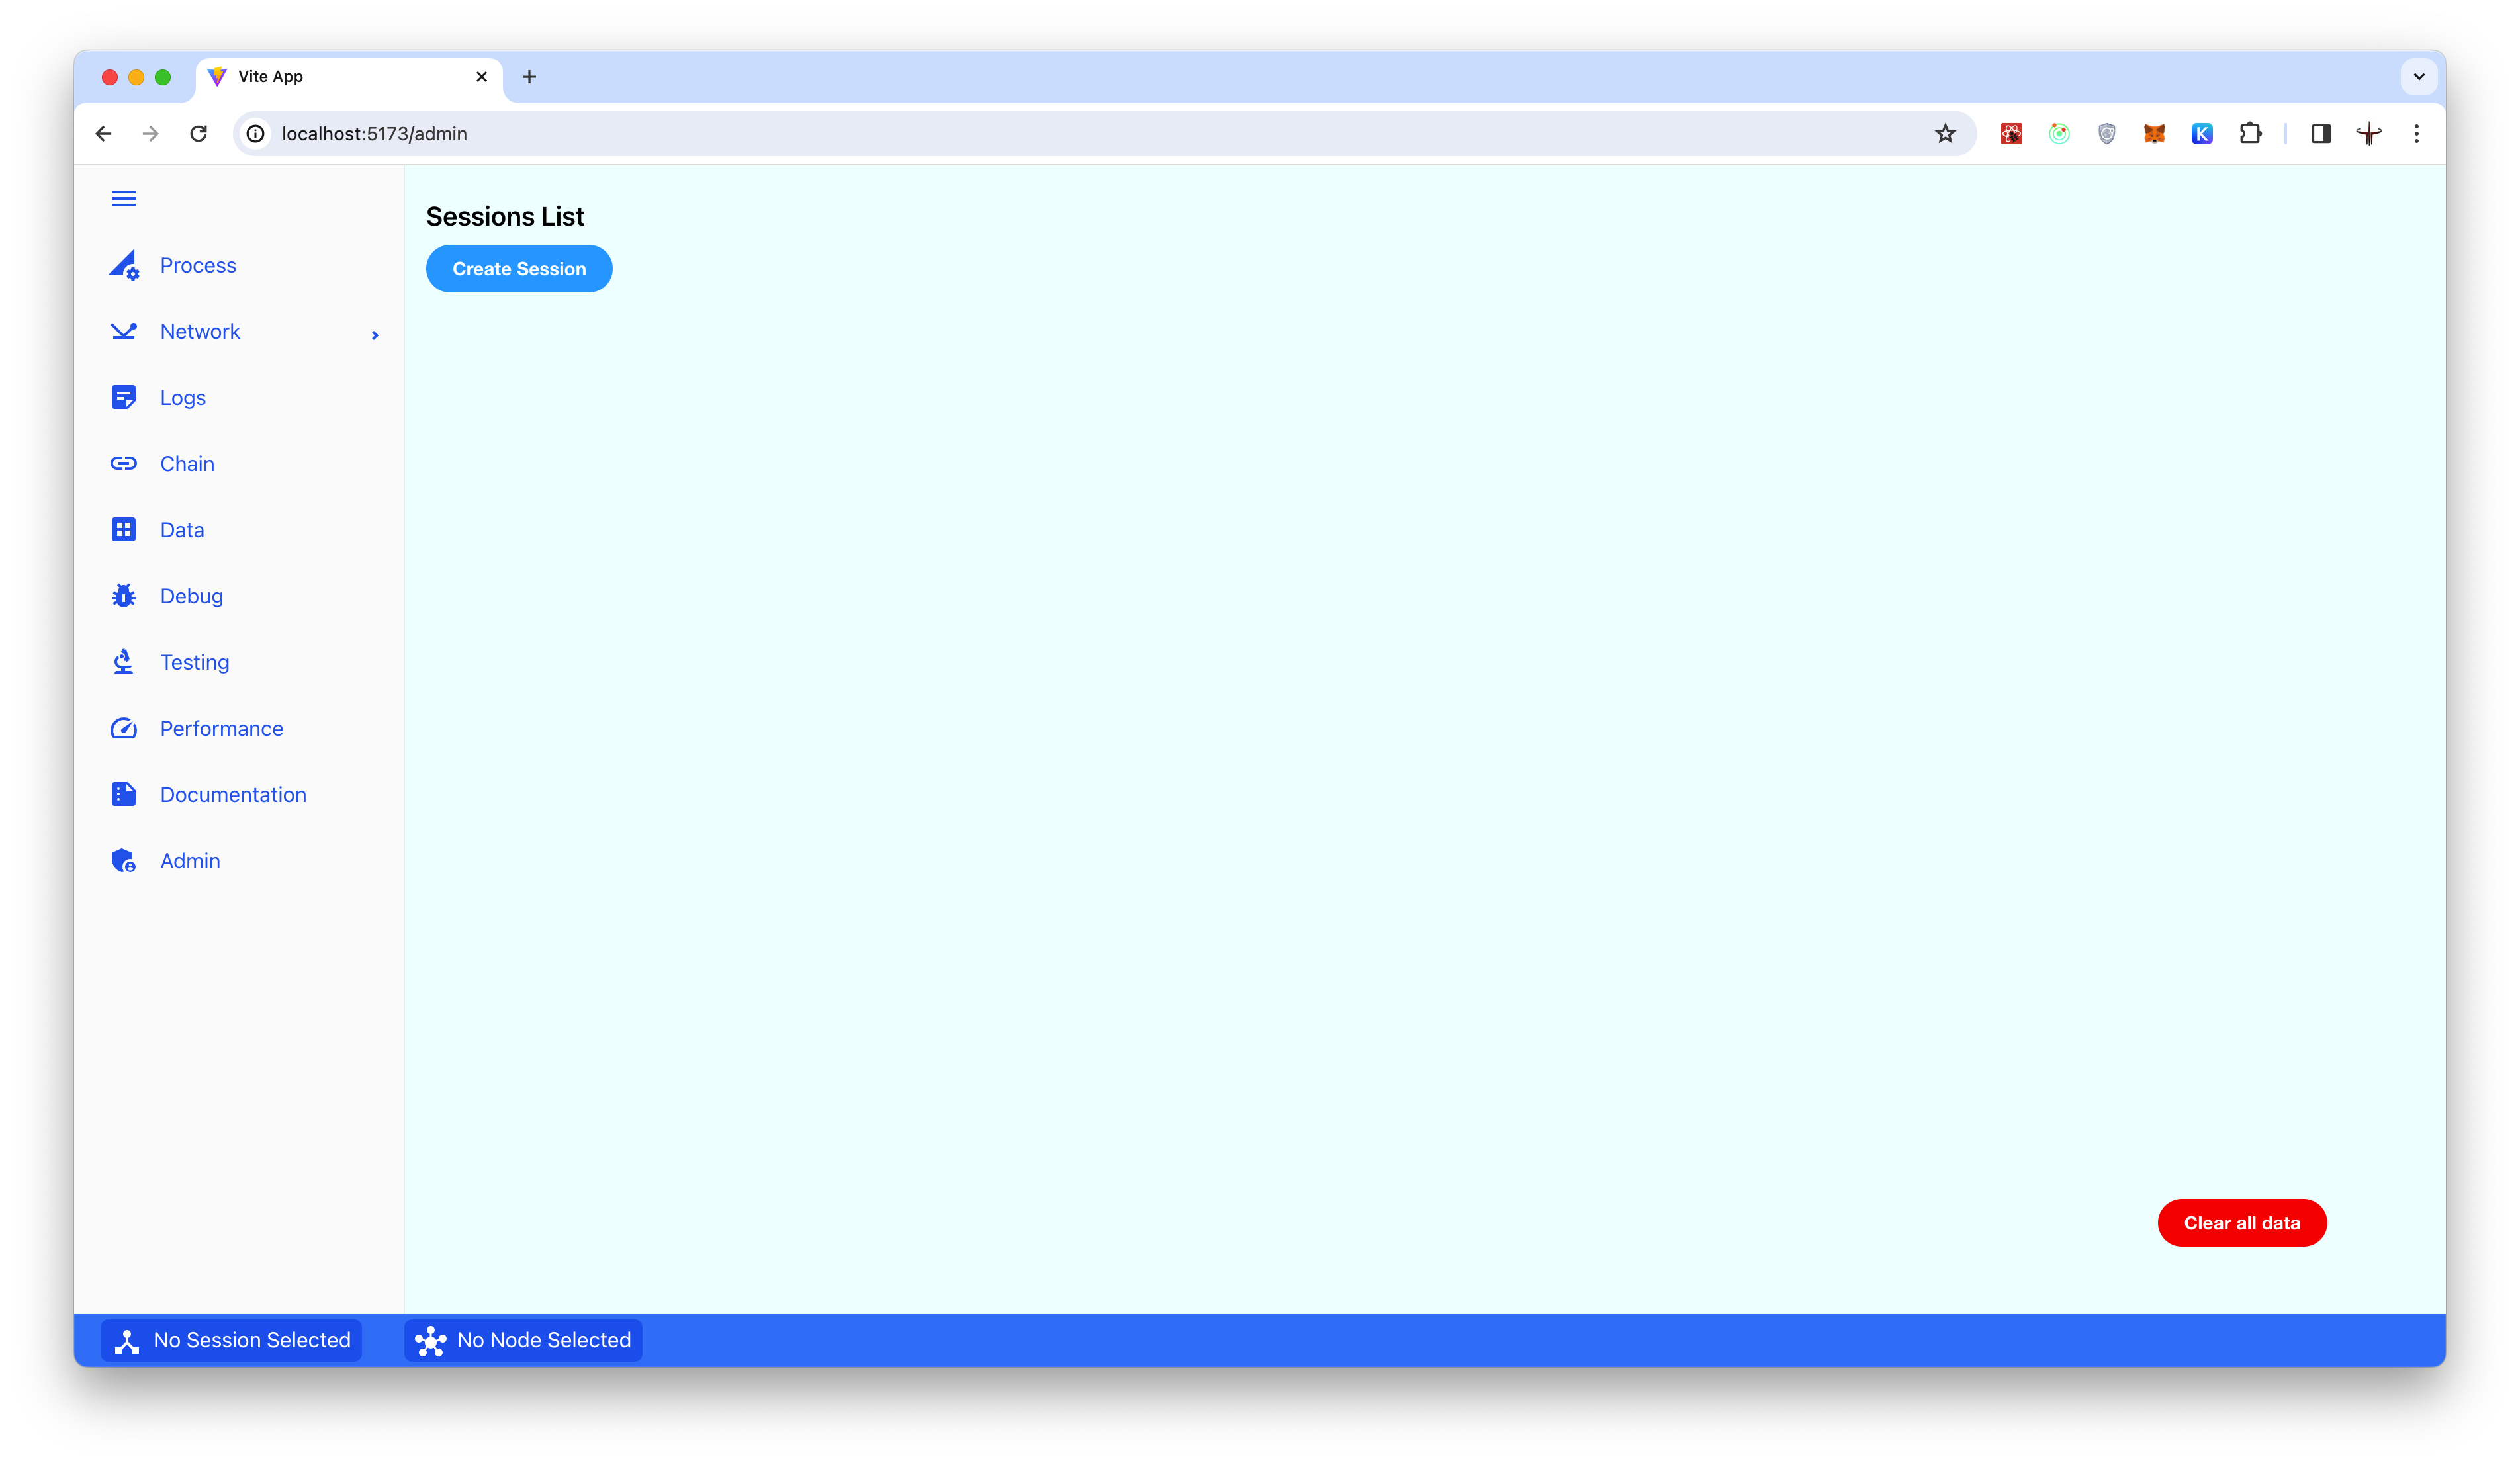 Vite App
localhost:5173/admin
K
Sessions List
Create Session
Process
Network
Logs
Chain
Data
Debug
Testing
Performance
Documentation
Admin
Clear all data
No Session Selected
No Node Selected